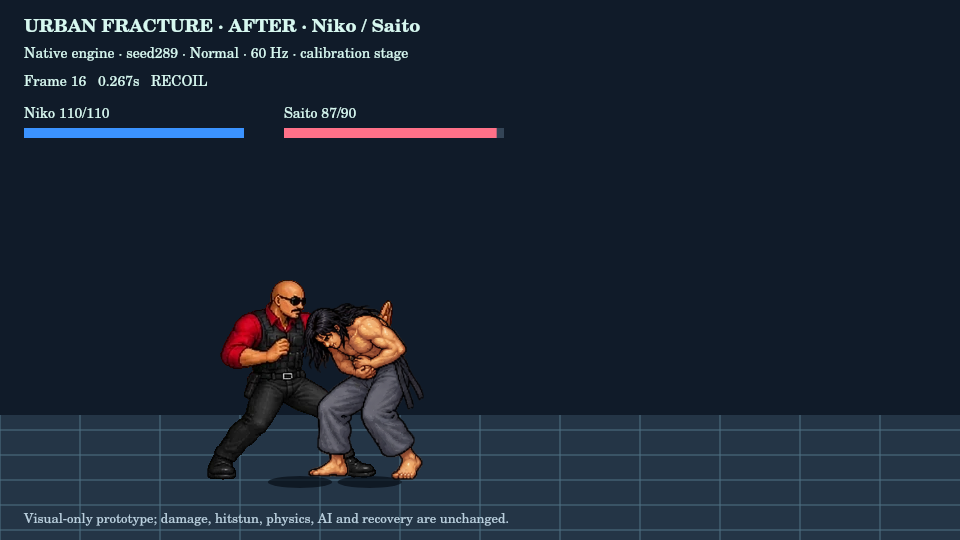 URBAN FRACTURE · AFTER · Niko / Saito
Native engine · seed289 · Normal · 60 Hz · calibration stage
Frame 16 0.267s RECOIL
Niko 110/110 Saito 87/90
Visual-only prototype; damage, hitstun, physics, AI and recovery are unchanged.